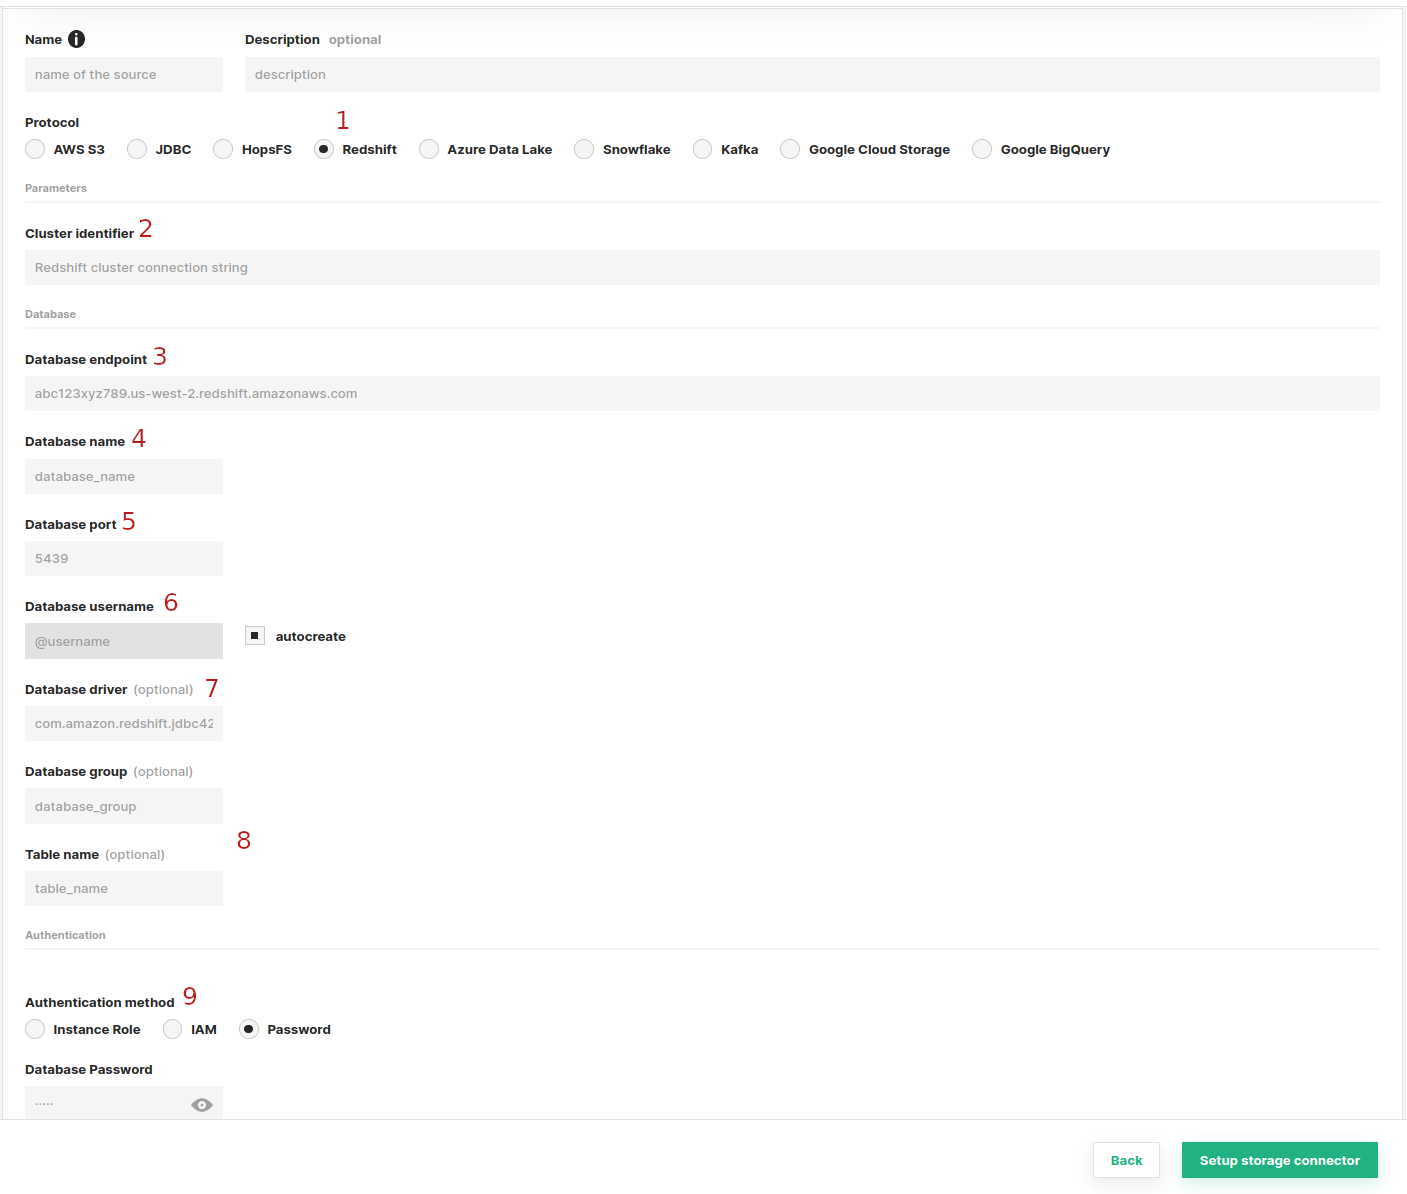 Name Description optional
name of the source description
1
Protocol
AWS S3 JDBC HopsFS Redshift Azure Data Lake Snowflake Kafka Google Cloud Storage Google BigQuery
Parameters
Cluster identifier 2
Redshift cluster connection string
Database
Database endpoint 3
abc123xyz789.us-west-2.redshift.amazonaws.com
Database name 4
database_name
Database port 5
5439
Database username 6
@username autocreate
Database driver (optional) 7
com.amazon.redshift.jdbc42
Database group (optional)
database_group
8
Table name (optional)
table_name
Authentication
Authentication method 9
Instance Role IAM Password
Database Password
.....
Back Setup storage connector